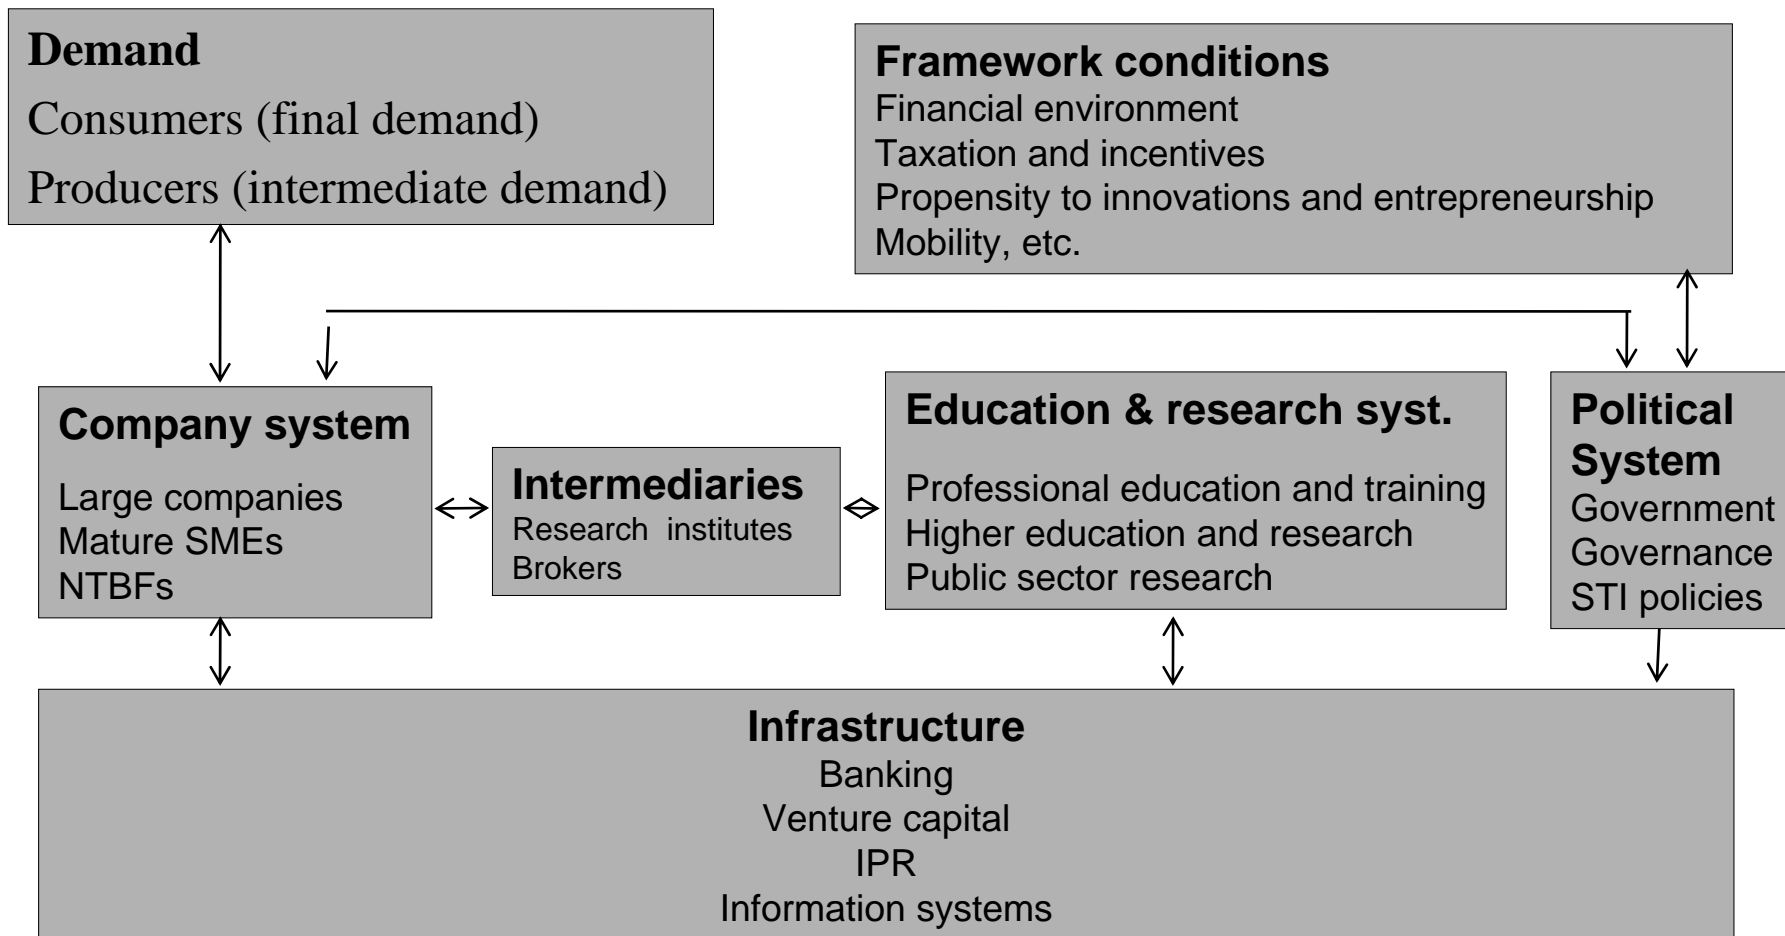 Demand
Consumers (final demand)
Producers (intermediate demand)
Framework conditions
Financial environment
Taxation and incentives
Propensity to innovations and entrepreneurship
Mobility, etc.
Company system
Large companies
Mature SMEs
NTBFs
Intermediaries
Research institutes
Brokers
Education & research syst.
Professional education and training
Higher education and research
Public sector research
Political
System
Government
Governance
STI policies
Infrastructure
Banking
Venture capital
IPR
Information systems